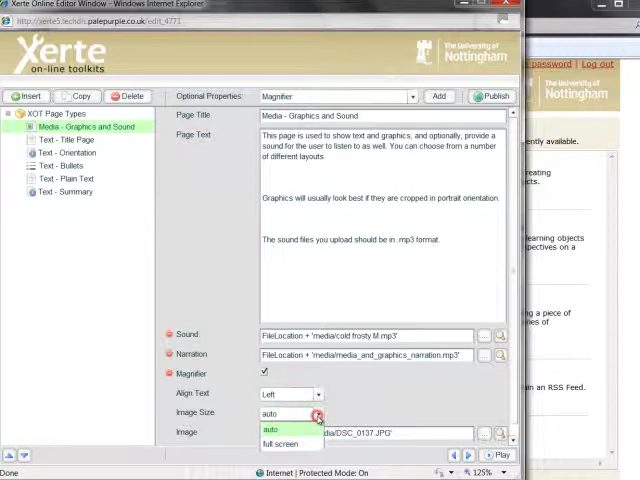 Xerte Online Editor Window - Windows Internet Explorer
http://xerte5.techdis.palepurple.co.uk/edit_4771
Xerte
on-line toolkits
The University of
Nottingham
Insert
Copy
Delete
Optional Properties:
Magnifier
Add
Publish
XOT Page Types
Media - Graphics and Sound
Text - Title Page
Text - Orientation
Text - Bullets
Text - Plain Text
Text - Summary
Page Title
Media - Graphics and Sound
Page Text
This page is used to show text and graphics, and optionally, provide a
sound for the user to listen to as well. You can choose from a number
of different layouts.
Graphics will usually look best if they are cropped in portrait orientation.
The sound files you upload should be in .mp3 format.
Sound:
FileLocation + 'media/cold frosty M.mp3'
...
Narration
FileLocation + 'media/media_and_graphics_narration.mp3'
...
Magnifier
Align Text
Left
Image Size
auto
auto
full screen
Image
dia/DSC_0137.JPG'
...
Play
Done
Internet | Protected Mode: On
125%
password | Log out
The University of
Nottingham
ently available.
creating
cts.
learning objects
spectives on a
ng a piece of
nes of
an RSS Feed.